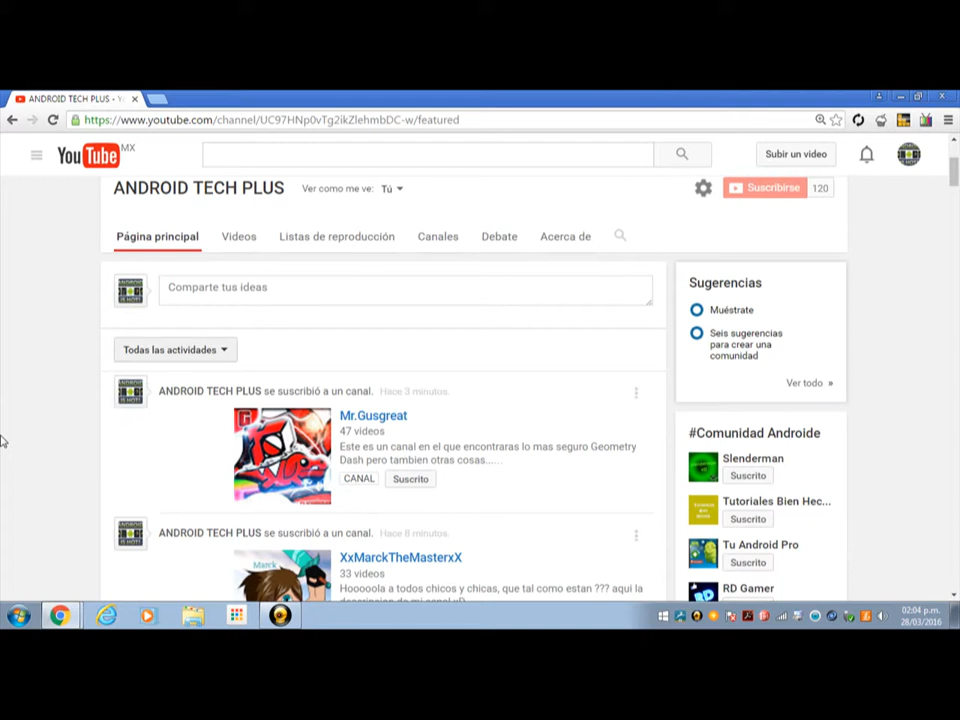 ANDROID TECH PLUS - Y
https://www.youtube.com/channel/UC97HNp0vTg2ikZlehmbDC-w/featured
YouTube MX
Subir un video
ANDROID TECH PLUS
Ver como me ve: Tú
Suscribirse 120
Página principal
Videos
Listas de reproducción
Canales
Debate
Acerca de
Comparte tus ideas
Todas las actividades
ANDROID TECH PLUS se suscribió a un canal. Hace 3 minutos.
Mr.Gusgreat
47 videos
Este es un canal en el que encontraras lo mas seguro Geometry
Dash pero tambien otras cosas......
CANAL
Suscrito
ANDROID TECH PLUS se suscribió a un canal. Hace 8 minutos.
Marck
XxMarckTheMasterxX
33 videos
Hooooola a todos chicos y chicas, que tal como estan ??? aqui la
descripcion de mi canal xD
Sugerencias
Muéstrate
Seis sugerencias
para crear una
comunidad
Ver todo »
#Comunidad Androide
Slenderman
Suscrito
Tutoriales Bien Hec...
Suscrito
Tu Android Pro
Suscrito
RD Gamer
02:04 p.m.
28/03/2016